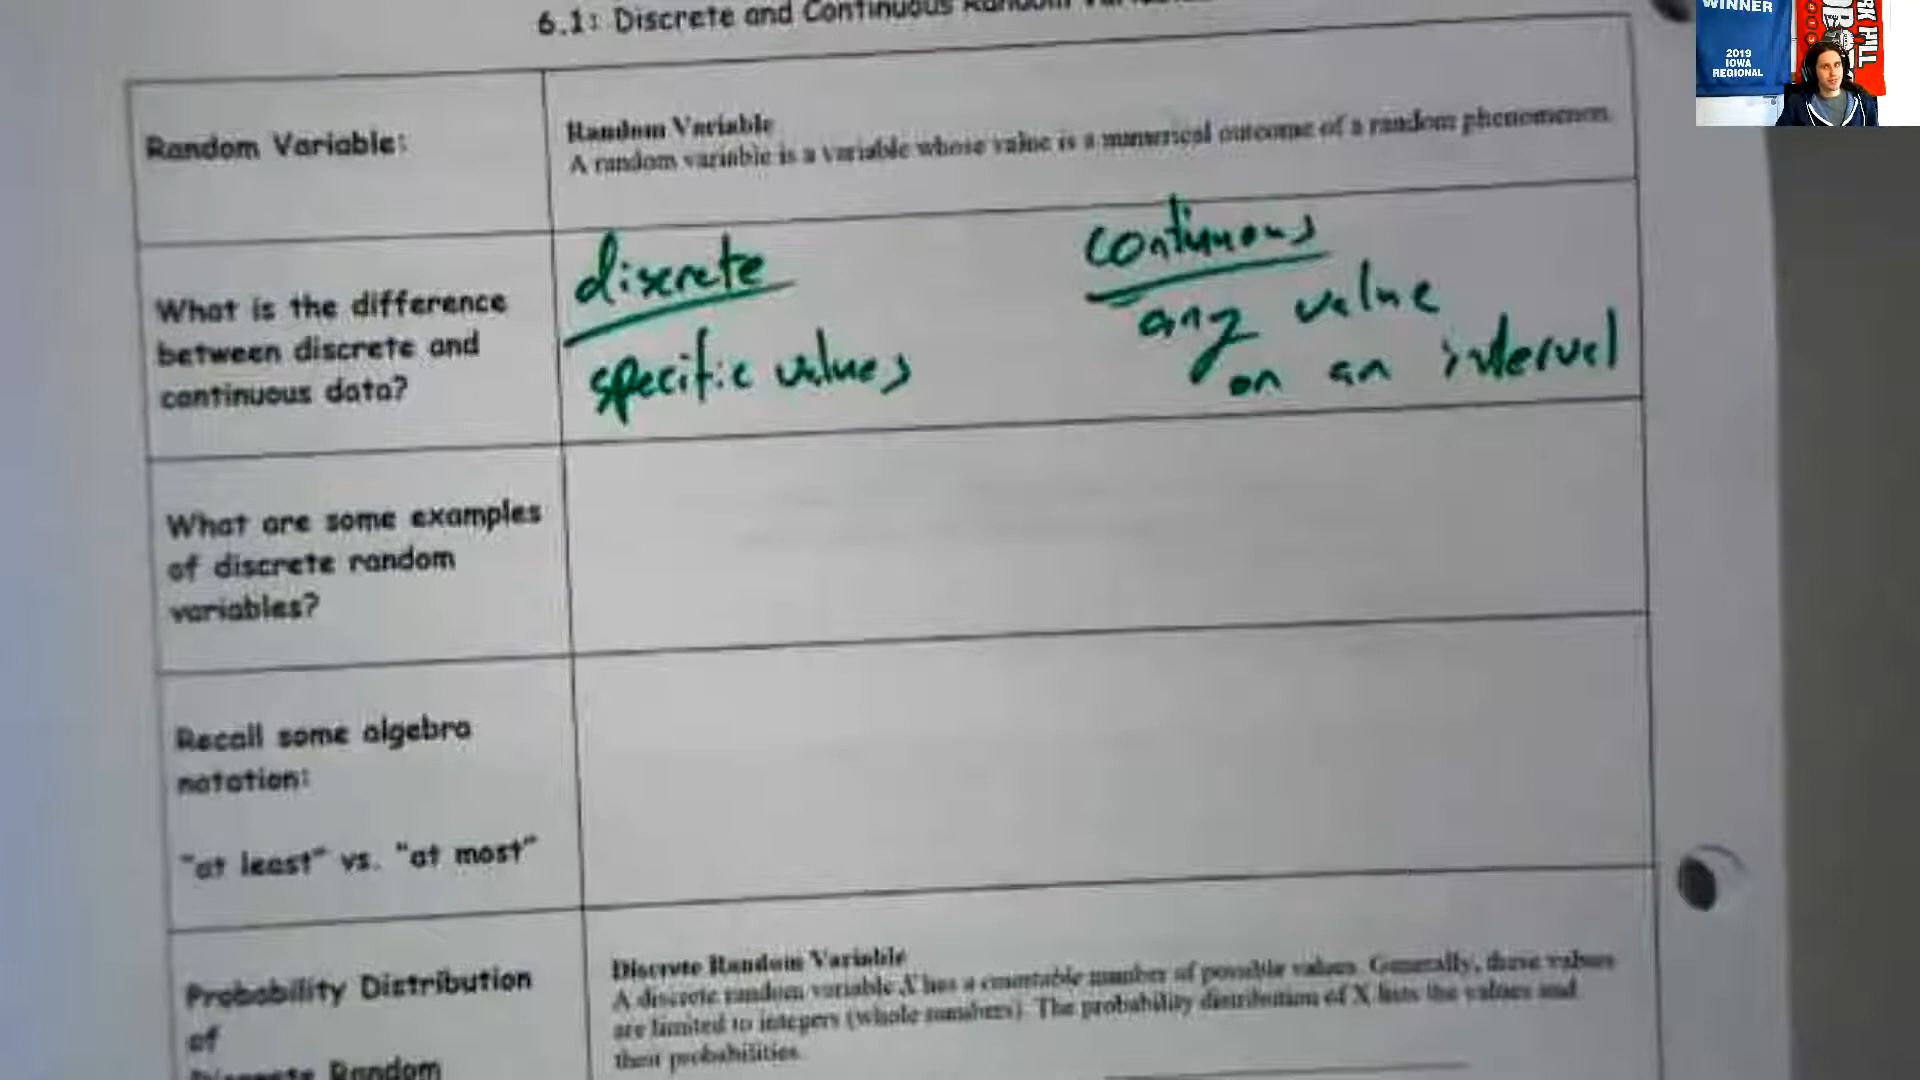 6.1: Discrete and Continuous Random
Random Variable:
Random Variable
A random variable is a variable whose value is a numerical outcome of a random phenomenon.
What is the difference
between discrete and
continuous data?
discrete
specific values
continuous
any value
on an interval
What are some examples
of discrete random
variables?
Recall some algebra
notation:
"at least" vs. "at most"
Probability Distribution
of
Discrete Random
Discrete Random Variable
A discrete random variable X has a countable number of possible values. Generally, these values
are limited to integers (whole numbers). The probability distribution of X lists the values and
their probabilities.
WINNER
2019
IOWA
REGIONAL